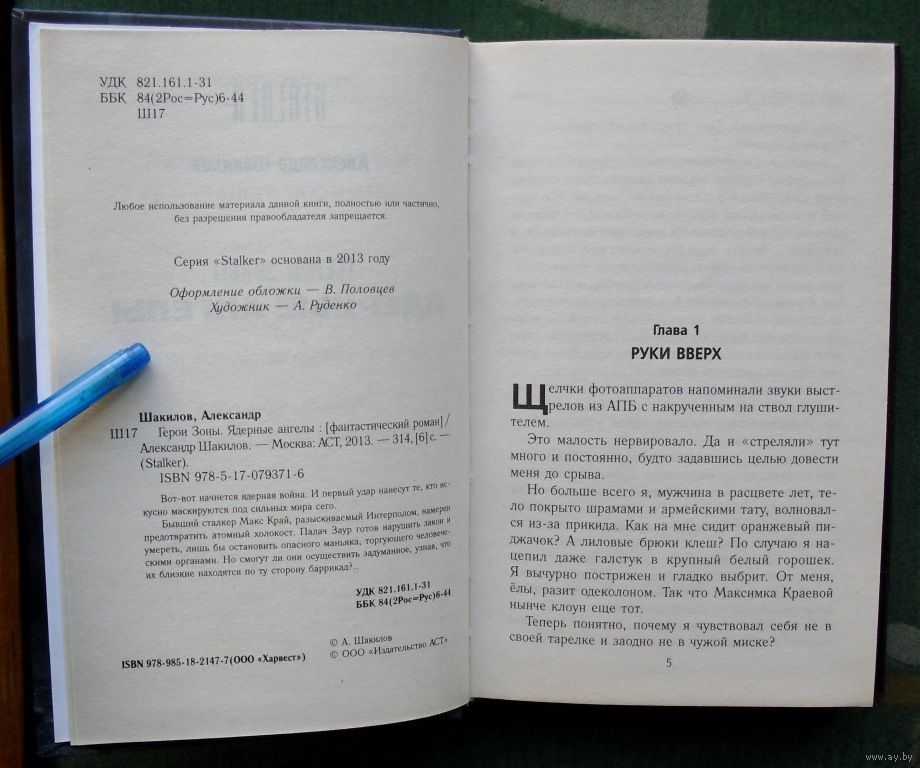 УДК 821.161.1-31
ББК 84(2Рос=Рус)6-44
Ш17
Любое использование материала данной книги, полностью или частично,
без разрешения правообладателя запрещается.
Серия «Stalker» основана в 2013 году
Оформление обложки — В. Половцев
Художник — А. Руденко
Шакилов, Александр
Ш17 Герои Зоны. Ядерные ангелы : [фантастический роман] /
Александр Шакилов. — Москва: АСТ, 2013. — 314, [6] с. —
(Stalker).
ISBN 978-5-17-079371-6
Вот-вот начнется ядерная война. И первый удар нанесут те, кто ис-
кусно маскируются под сильных мира сего.
Бывший сталкер Макс Край, разыскиваемый Интерполом, намерен
предотвратить атомный холокост. Палач Заур готов нарушить закон и
умереть, лишь бы остановить опасного маньяка, торгующего человече-
скими органами. Но смогут ли они осуществить задуманное, узнав, что
их близкие находятся по ту сторону баррикад?..
УДК 821.161.1-31
ББК 84(2Рос=Рус)6-44
© А. Шакилов
ISBN 978-985-18-2147-7(ООО «Харвест») © ООО «Издательство АСТ»
Глава 1
РУКИ ВВЕРХ
Щелчки фотоаппаратов напоминали звуки выст-
релов из АПБ с накрученным на ствол глуши-
телем.
Это малость нервировало. Да и «стреляли» тут
много и постоянно, будто задавшись целью довести
меня до срыва.
Но больше всего я, мужчина в расцвете лет, те-
ло покрыто шрамами и армейскими тату, волновал-
ся из-за прикида. Как на мне сидит оранжевый пи-
джачок? А лиловые брюки клеш? По случаю я на-
цепил даже галстук в крупный белый горошек.
Я вычурно пострижен и гладко выбрит. От меня,
ёлы, разит одеколоном. Так что Максимка Краевой
нынче клоун еще тот.
Теперь понятно, почему я чувствовал себя не в
своей тарелке и заодно не в чужой миске?
5
www.ay.by